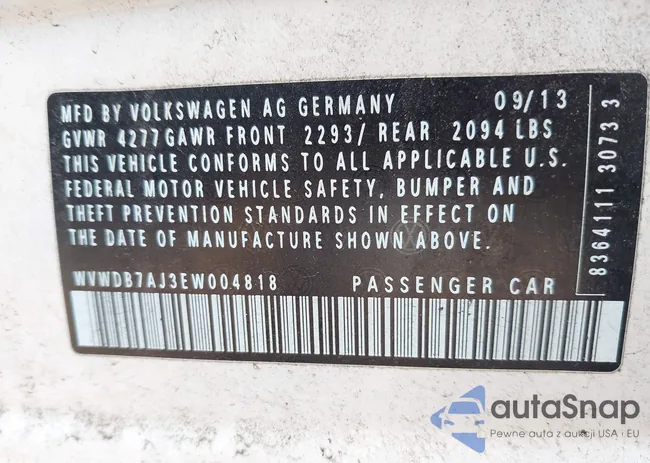 MFD BY VOLKSWAGEN AG GERMANY 09/13
GVWR 4277 GAWR FRONT 2293/ REAR 2094 LBS
THIS VEHICLE CONFORMS TO ALL APPLICABLE U.S.
FEDERAL MOTOR VEHICLE SAFETY, BUMPER AND
THEFT PREVENTION STANDARDS IN EFFECT ON
THE DATE OF MANUFACTURE SHOWN ABOVE.
WVWDB7AJ3EW004818 PASSENGER CAR
8364111 30733
autaSnap
Pewne auta z aukcji USA · EU